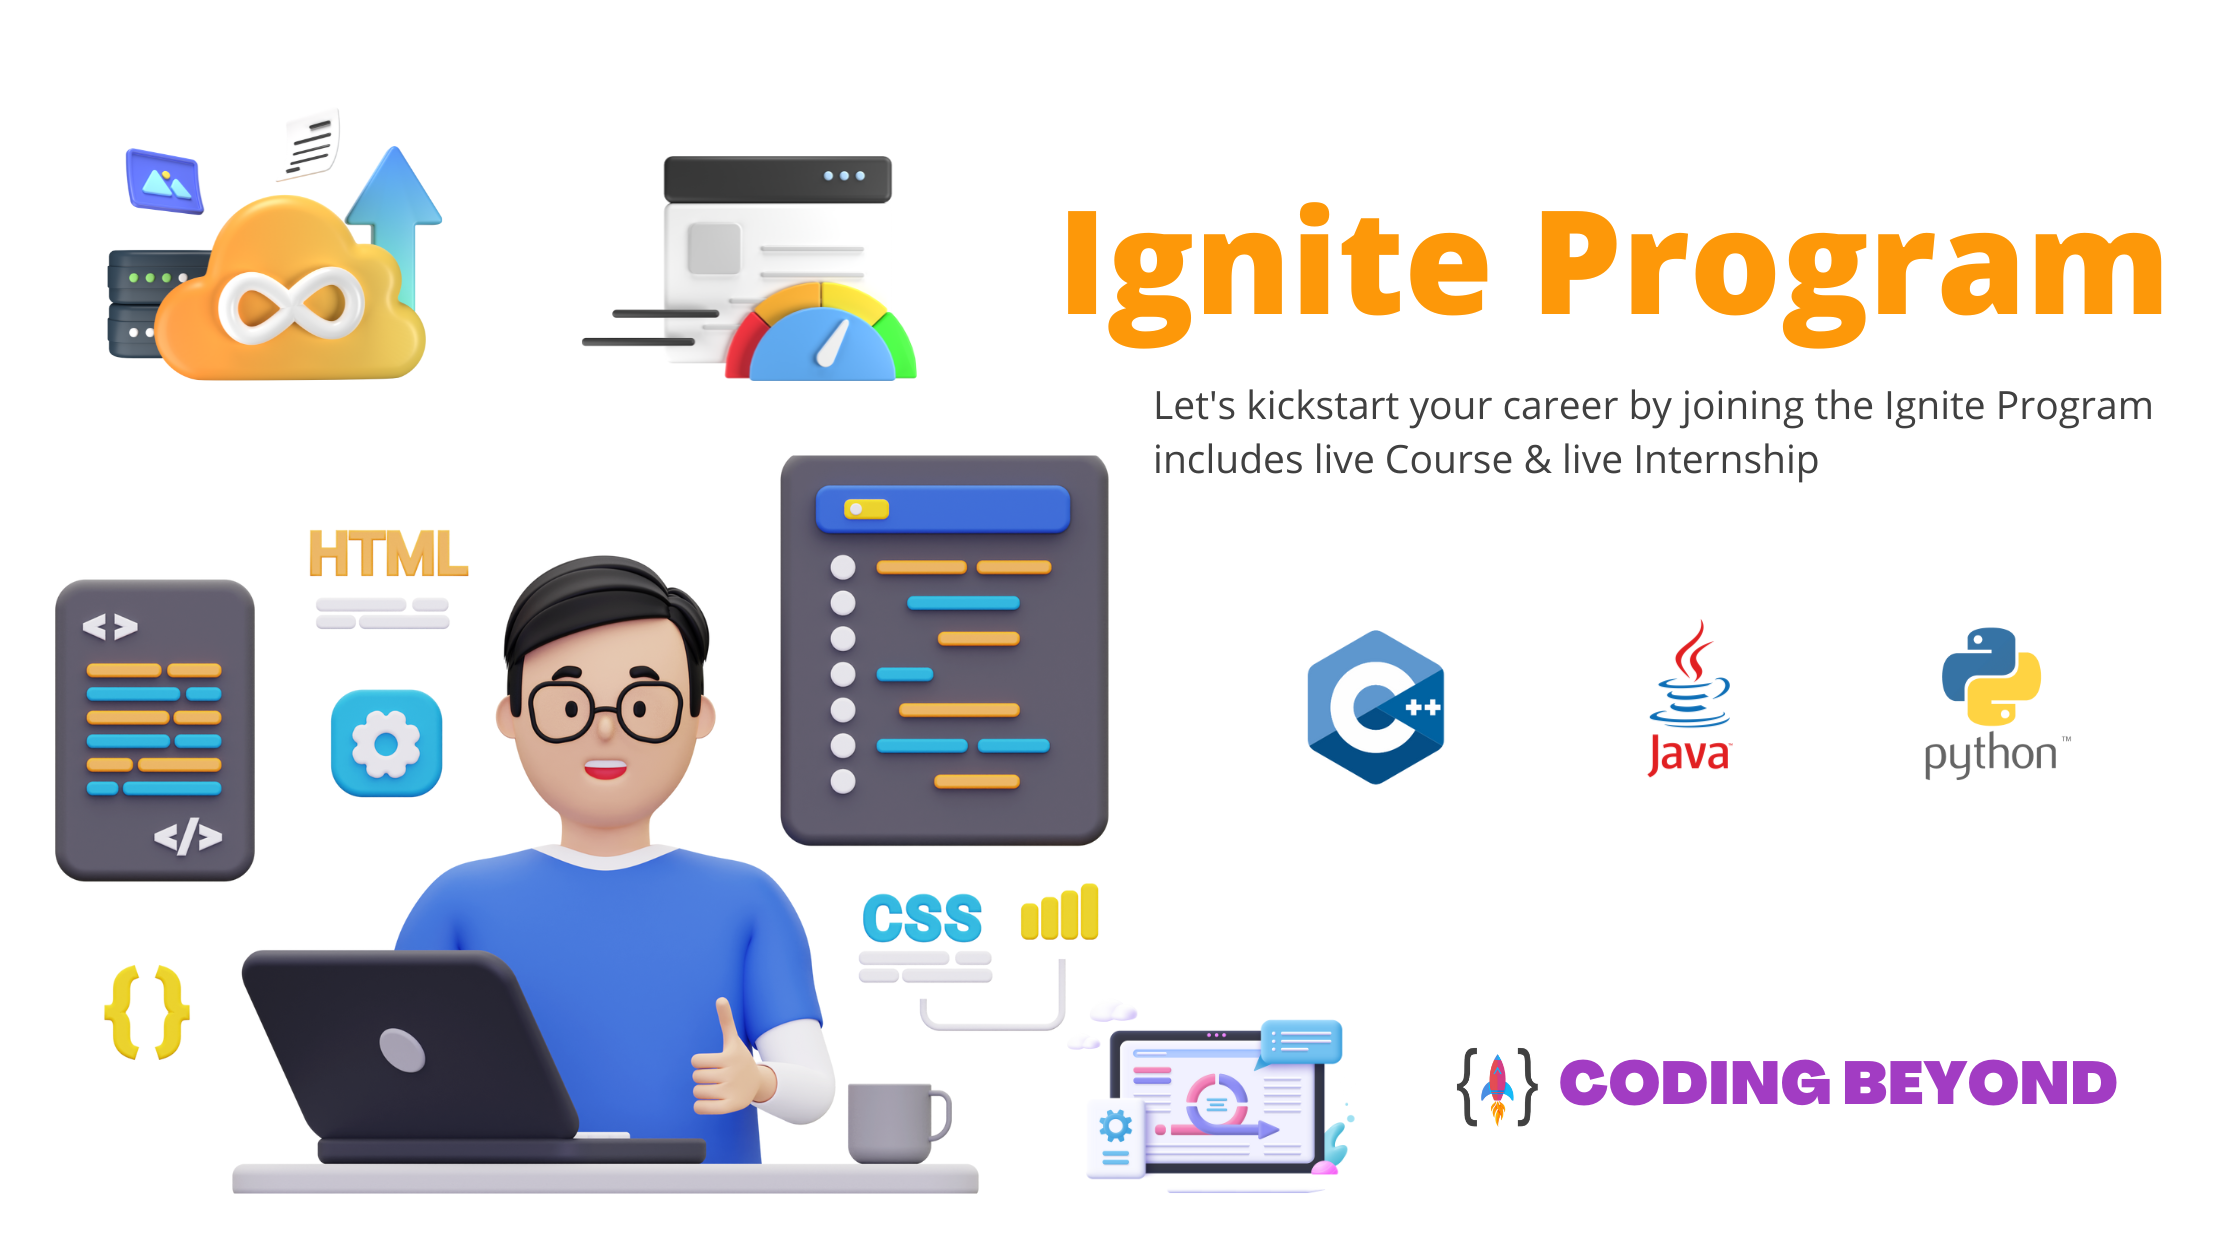 Ignite Program
Let's kickstart your career by joining the Ignite Program
includes live Course & live Internship
HTML
< >
</>
{ }
C++
Java
python™
CSS
{ } CODING BEYOND